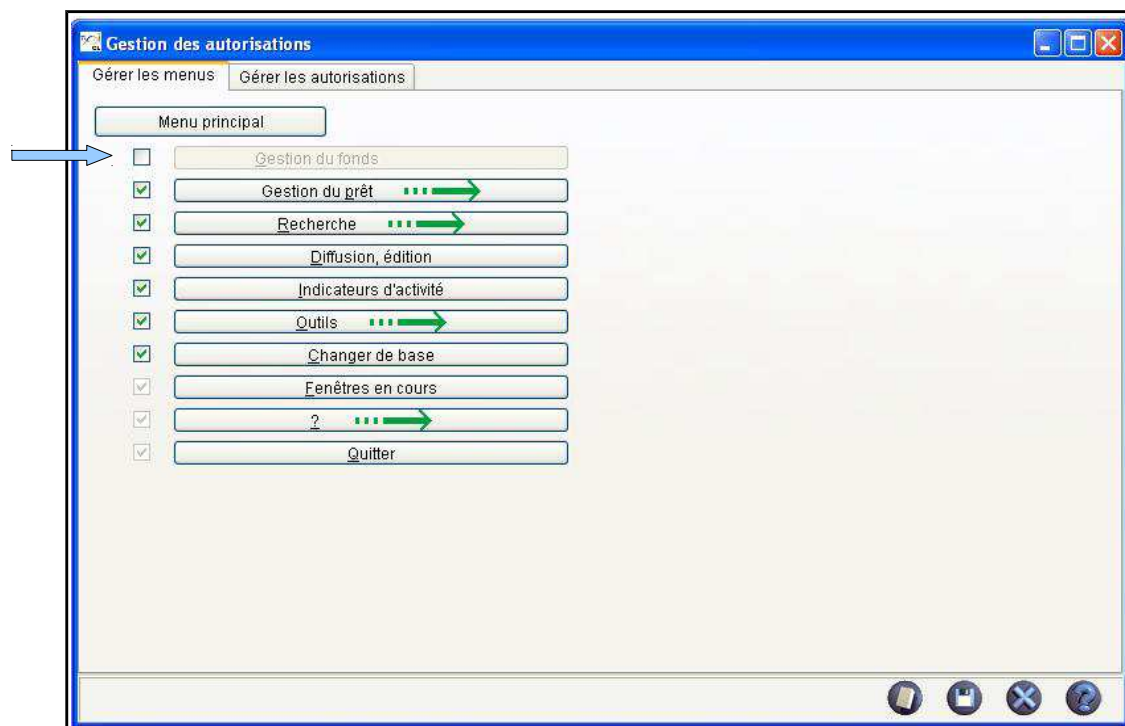 Gestion des autorisations
Gérer les menus Gérer les autorisations
Menu principal
Gestion du fonds
Gestion du prêt
Recherche
Diffusion, édition
Indicateurs d'activité
Outils
Changer de base
Fenêtres en cours
?
Quitter
?